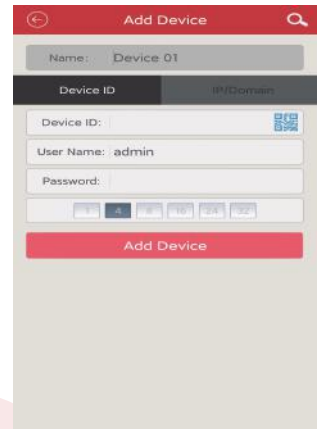 Add Device
Name: Device 01
Device ID IP/Domain
Device ID:
User Name: admin
Password:
1 4 8 16 24 32
Add Device